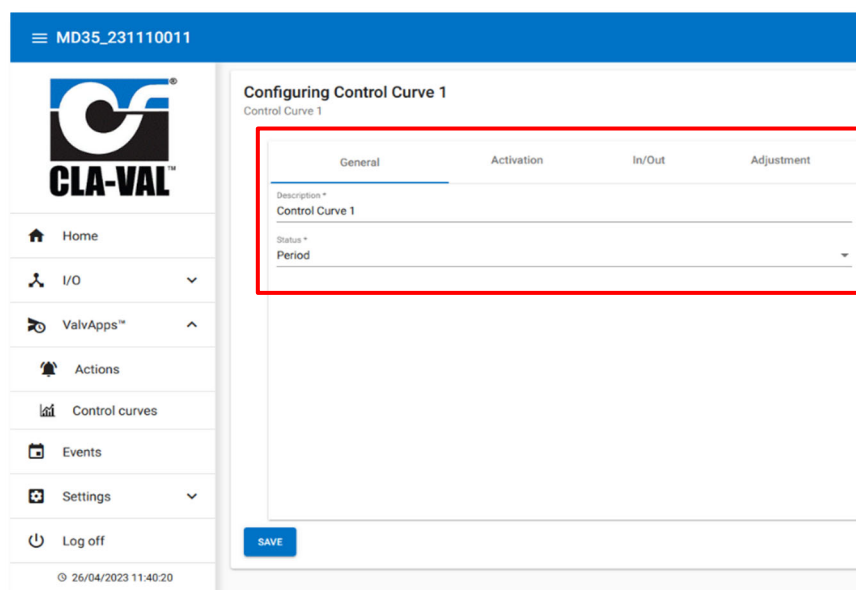 MD35_231110011
®
CLA-VAL™
Home
I/O
ValvApps™
Actions
Control curves
Events
Settings
Log off
26/04/2023 11:40:20
Configuring Control Curve 1
Control Curve 1
General Activation In/Out Adjustment
Description *
Control Curve 1
Status *
Period
SAVE